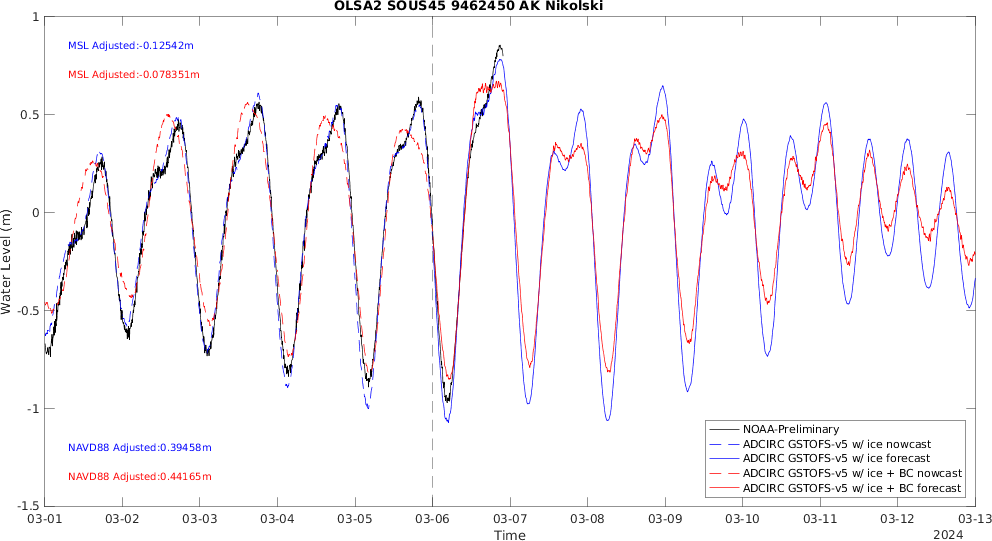 OLSA2 SOUS45 9462450 AK Nikolski
MSL Adjusted:-0.12542m
MSL Adjusted:-0.078351m
NAVD88 Adjusted:0.39458m
NAVD88 Adjusted:0.44165m
Water Level (m)
1
0.5
0
-0.5
-1
-1.5
NOAA-Preliminary
ADCIRC GSTOFS-v5 w/ ice nowcast
ADCIRC GSTOFS-v5 w/ ice forecast
ADCIRC GSTOFS-v5 w/ ice + BC nowcast
ADCIRC GSTOFS-v5 w/ ice + BC forecast
03-01 03-02 03-03 03-04 03-05 03-06 03-07 03-08 03-09 03-10 03-11 03-12 03-13
Time
2024